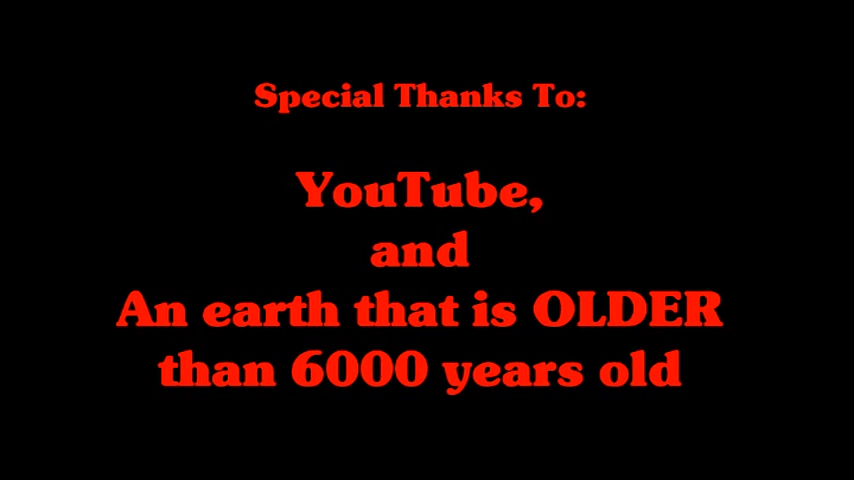 Special Thanks To:
YouTube,
and
An earth that is OLDER
than 6000 years old